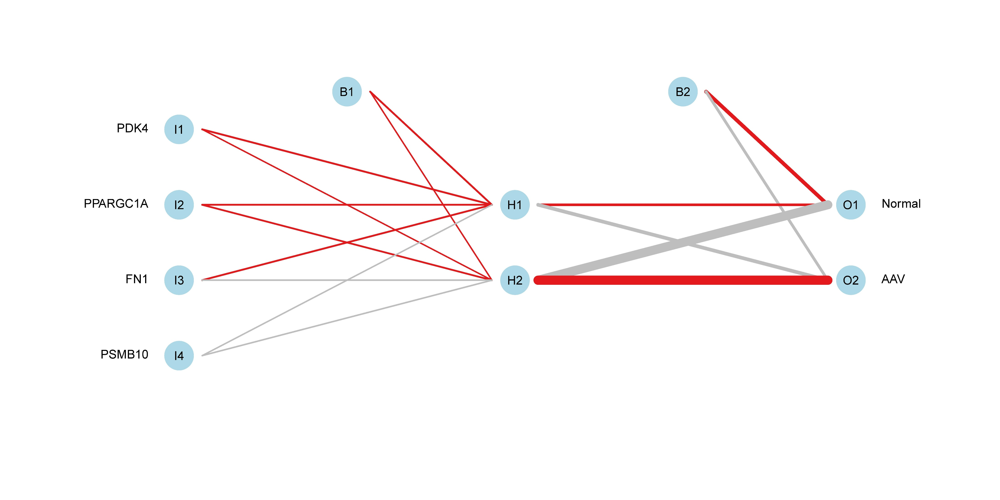 B1
B2
PDK4 I1
PPARGC1A I2 H1 O1 Normal
FN1 I3 H2 O2 AAV
PSMB10 I4